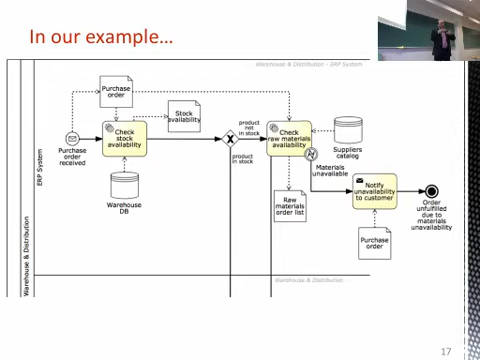 In our example...
Warehouse & Distribution - ERP System
Purchase
order
Stock
availability
Purchase
order
received
Check
stock
availability
Warehouse
DB
product
not
in stock
product
in stock
Check
raw materials
availability
Suppliers
catalog
Materials
unavailable
Raw
materials
order list
Notify
unavailability
to customer
Purchase
order
Order
unfulfilled
due to
materials
unavailability
ERP System
Warehouse & Distribution
Warehouse & Distribution
17